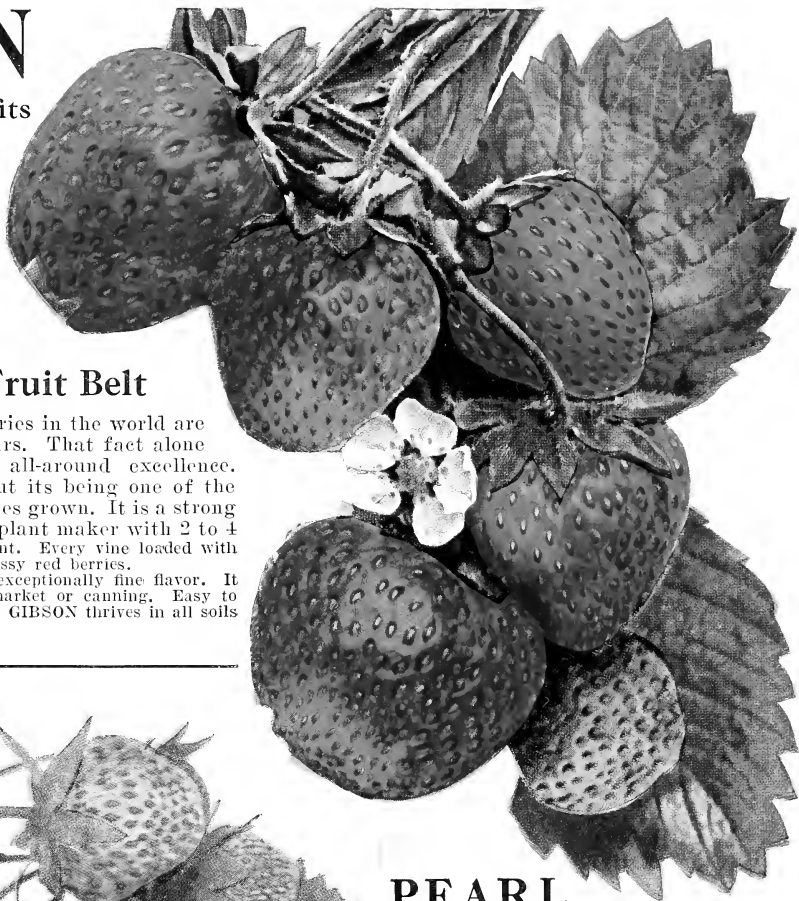 N
its
Fruit Belt
ries in the world are
rs. That fact alone
all-around excellence.
ut its being one of the
es grown. It is a strong
plant maker with 2 to 4
nt. Every vine loaded with
ssy red berries.
exceptionally fine flavor. It
market or canning. Easy to
GIBSON thrives in all soils
PEARL